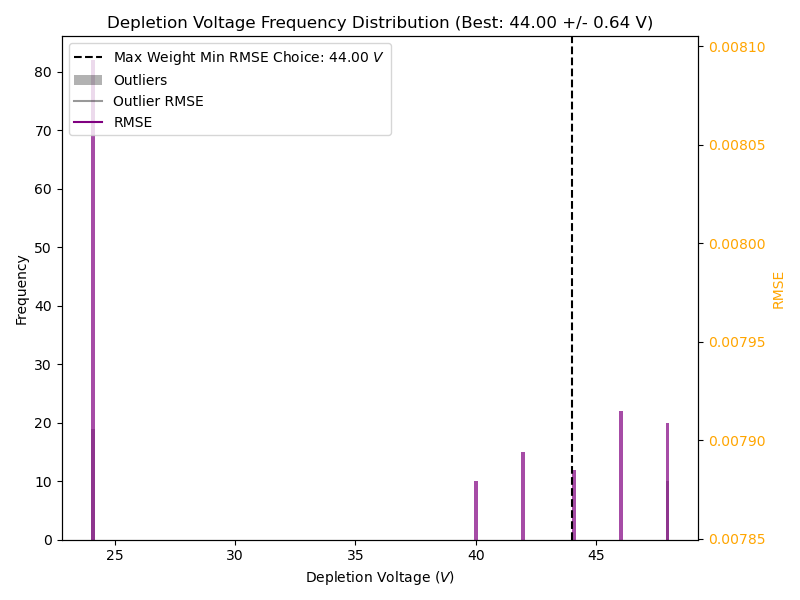 Depletion Voltage Frequency Distribution (Best: 44.00 +/- 0.64 V)
Max Weight Min RMSE Choice: 44.00 V
Outliers
Outlier RMSE
RMSE
80
70
60
50
40
30
20
10
0
Frequency
25
30
35
40
45
Depletion Voltage (V)
0.00810
0.00805
0.00800
0.00795
0.00790
0.00785
RMSE